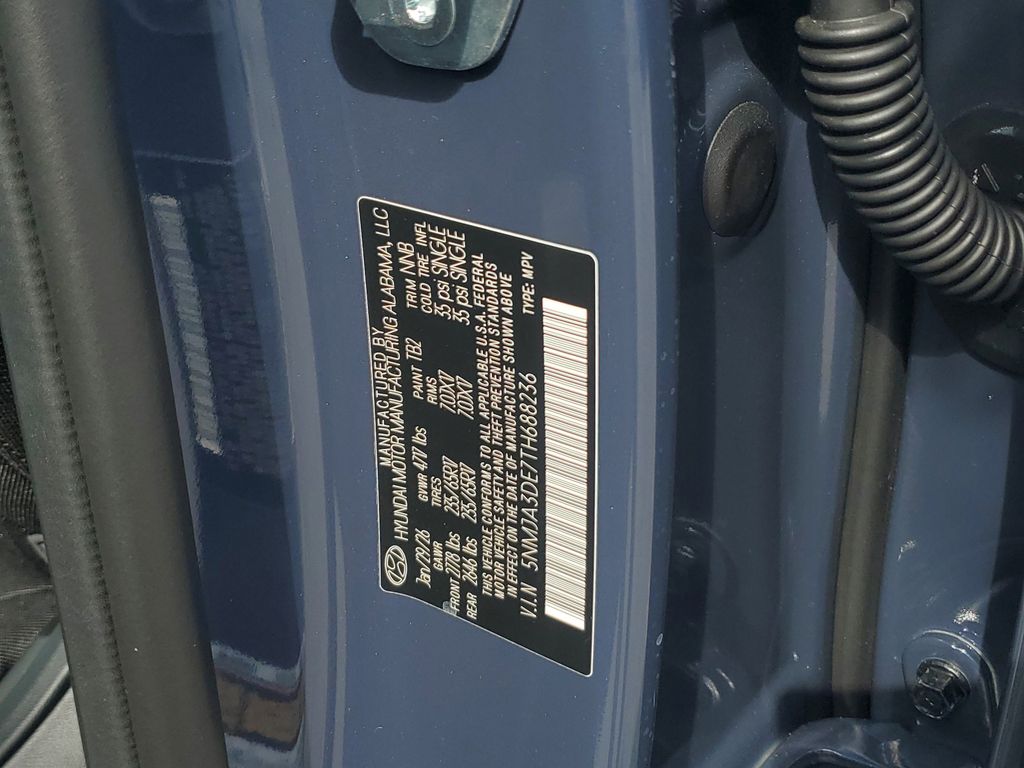 MANUFACTURED BY
HYUNDAI MOTOR MANUFACTURING ALABAMA, LLC
Jan/29/26 GVWR 4717 lbs PAINT TB2 TRIM NNB
GAWR TIRES RIMS COLD TIRE INFL
FRONT 2778 lbs 235/65R17 7.0JX17 35 psi SINGLE
REAR 2846 lbs 235/65R17 7.0JX17 35 psi SINGLE
THIS VEHICLE CONFORMS TO ALL APPLICABLE U.S.A. FEDERAL
MOTOR VEHICLE SAFETY AND THEFT PREVENTION STANDARDS
IN EFFECT ON THE DATE OF MANUFACTURE SHOWN ABOVE
V.I.N 5NMJA3DE7TH688236 TYPE: MPV